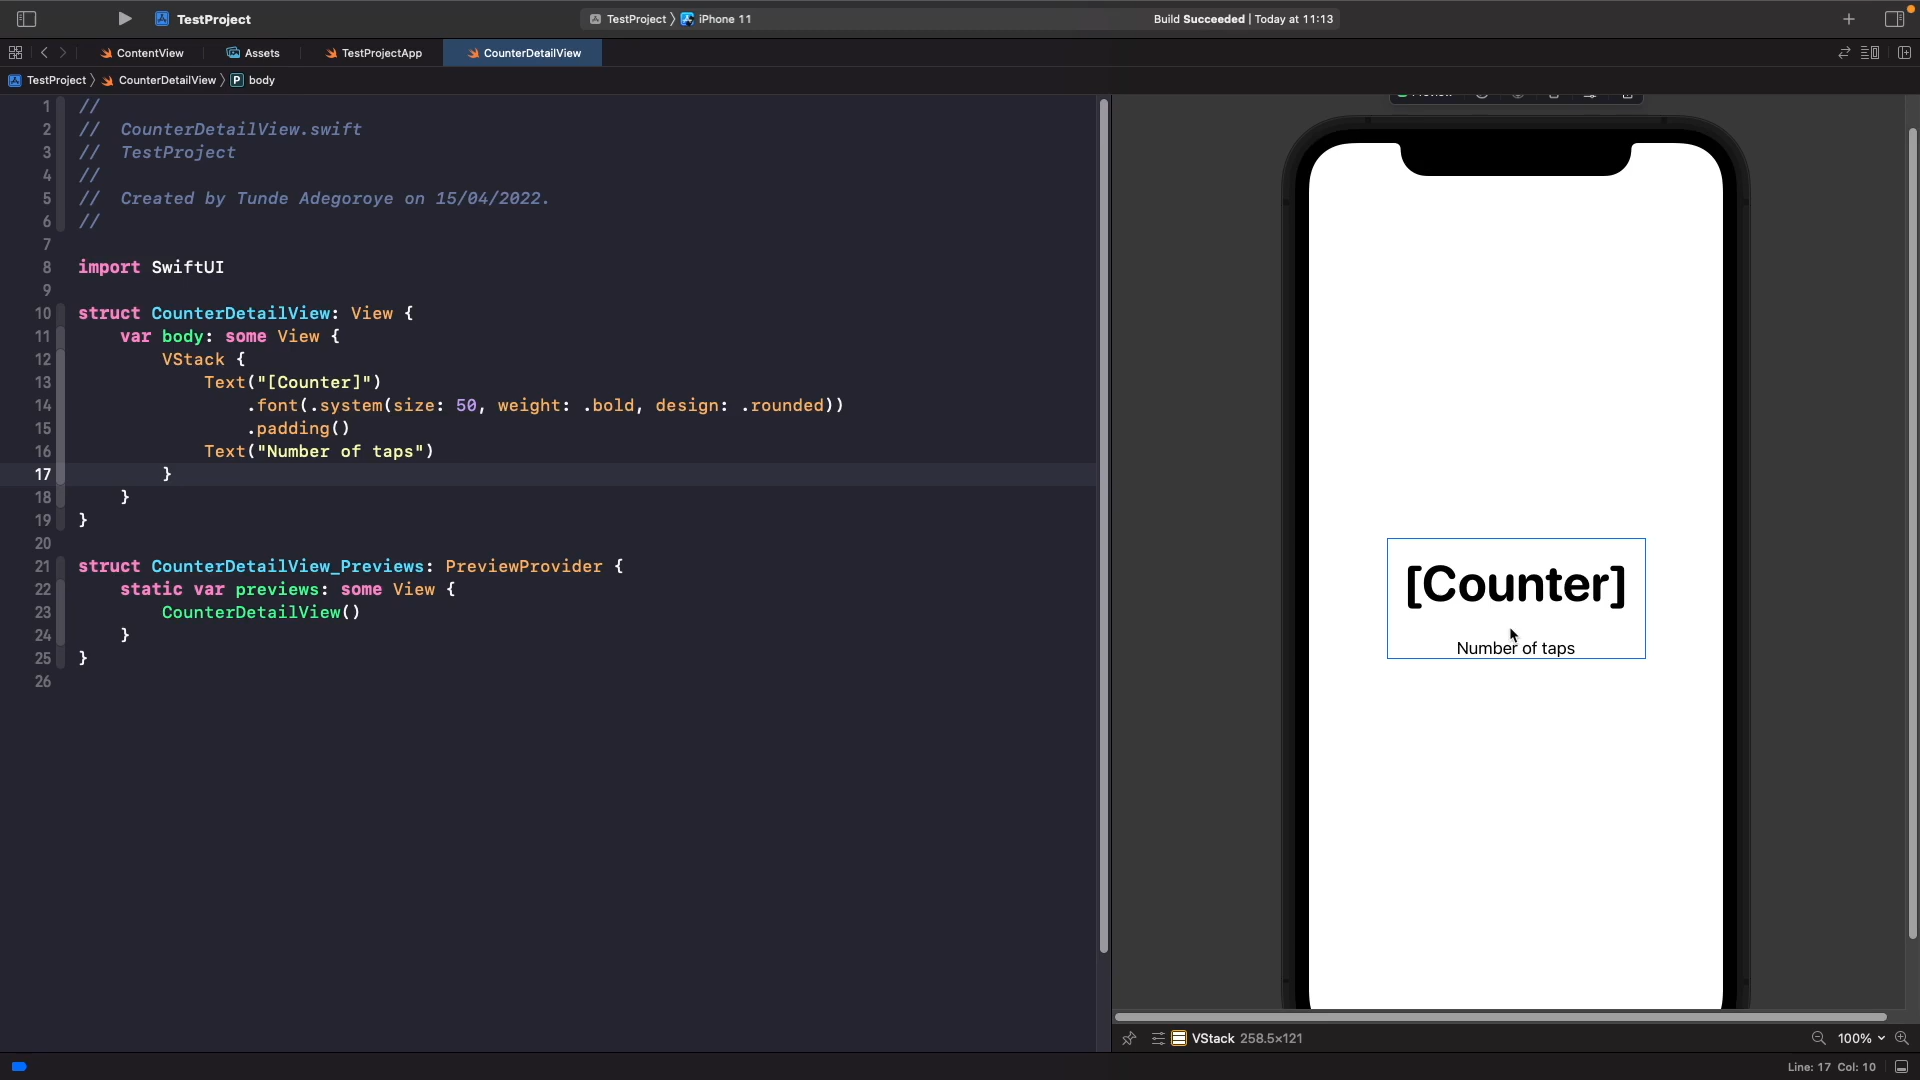 TestProject
TestProject 〉 iPhone 11
Build Succeeded | Today at 11:13
ContentView
Assets
TestProjectApp
CounterDetailView
TestProject 〉 CounterDetailView 〉 P body
1 //
2 //  CounterDetailView.swift
3 //  TestProject
4 //
5 //  Created by Tunde Adegoroye on 15/04/2022.
6 //
7
8 import SwiftUI
9
10 struct CounterDetailView: View {
11     var body: some View {
12         VStack {
13             Text("[Counter]")
14                 .font(.system(size: 50, weight: .bold, design: .rounded))
15                 .padding()
16             Text("Number of taps")
17         }
18     }
19 }
20
21 struct CounterDetailView_Previews: PreviewProvider {
22     static var previews: some View {
23         CounterDetailView()
24     }
25 }
26
[Counter]
Number of taps
VStack 258.5×121
100%
Line: 17 Col: 10